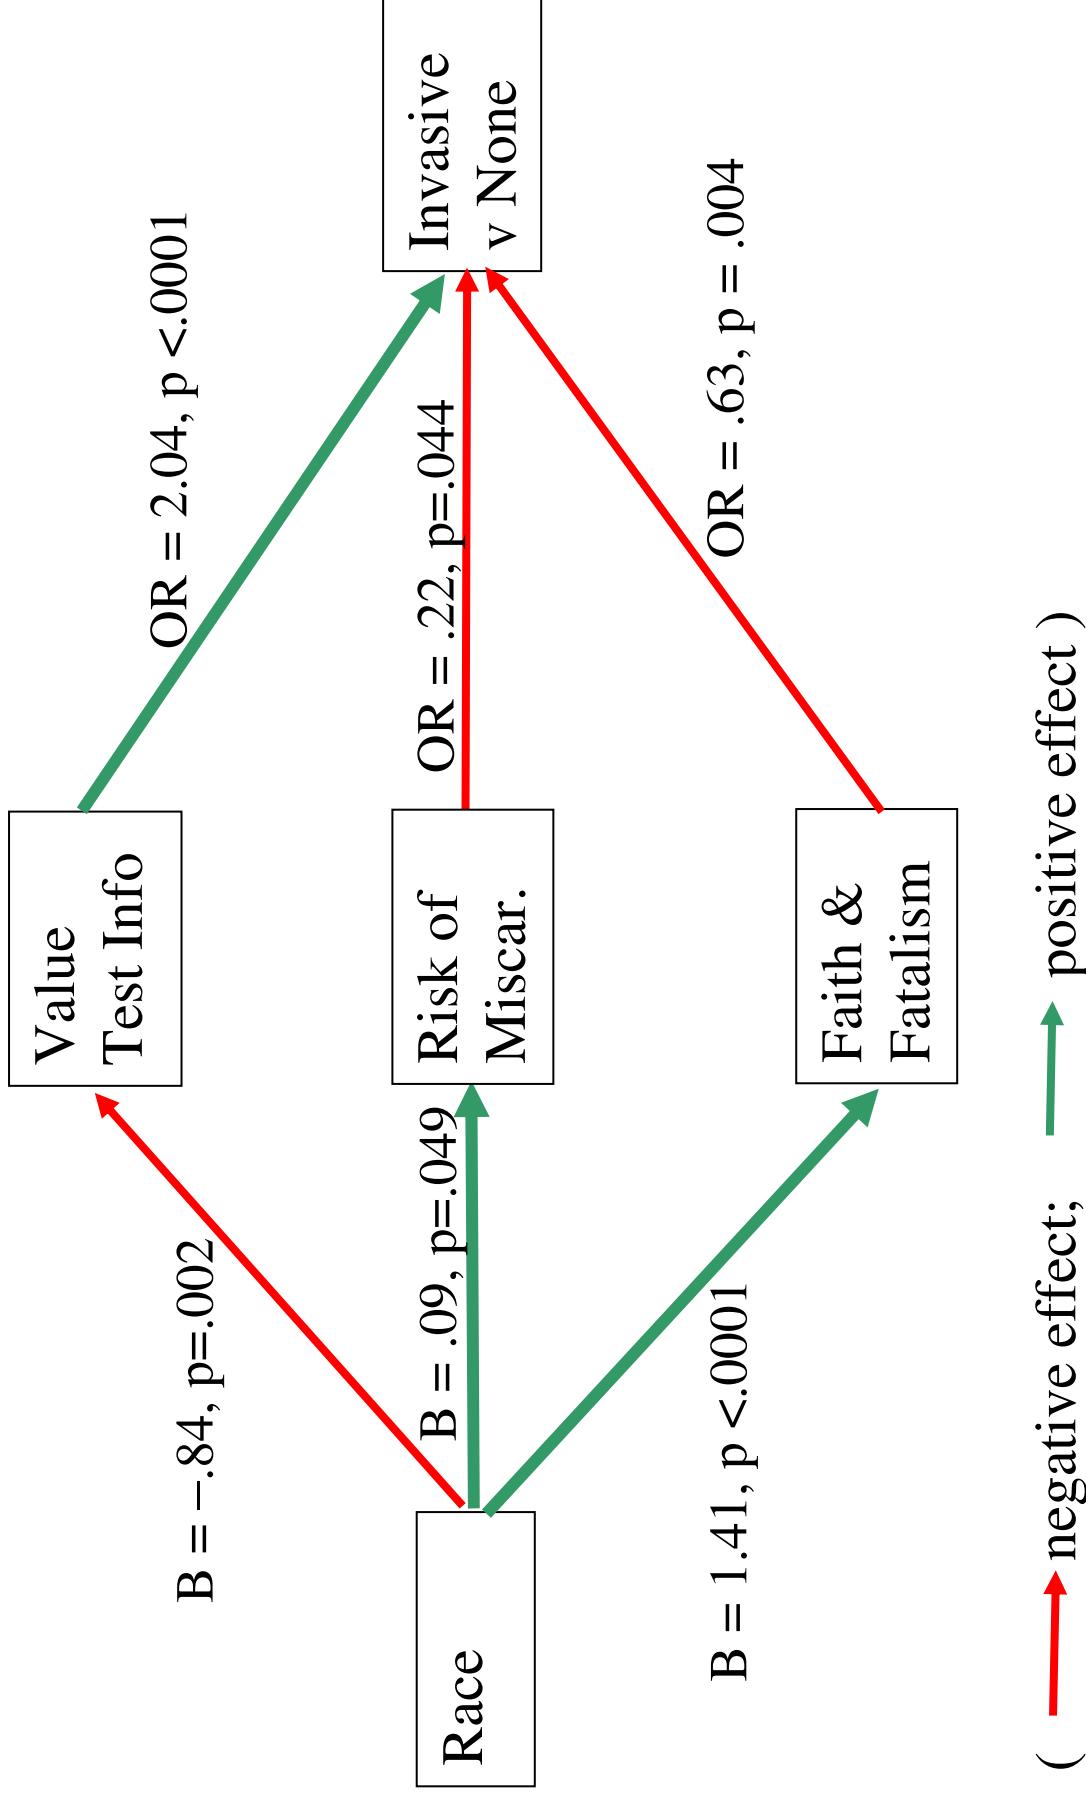 Value
Test Info
B = –.84, p=.002
OR = 2.04, p <.0001
Race
B = .09, p=.049
Risk of
Miscar.
OR = .22, p=.044
Invasive
v None
B = 1.41, p <.0001
Faith &
Fatalism
OR = .63, p = .004
( negative effect; positive effect )